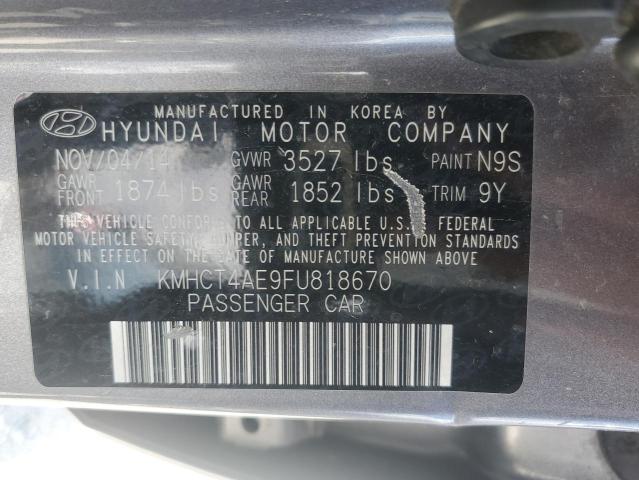 MANUFACTURED IN KOREA BY
HYUNDAI MOTOR COMPANY
NOV/04/14 GVWR 3527 lbs PAINT N9S
GAWR FRONT 1874 lbs GAWR REAR 1852 lbs TRIM 9Y
THIS VEHICLE CONFORMS TO ALL APPLICABLE U.S. FEDERAL
MOTOR VEHICLE SAFETY, BUMPER, AND THEFT PREVENTION STANDARDS
IN EFFECT ON THE DATE OF MANUFACTURE SHOWN ABOVE.
V.I.N KMHCT4AE9FU818670
PASSENGER CAR